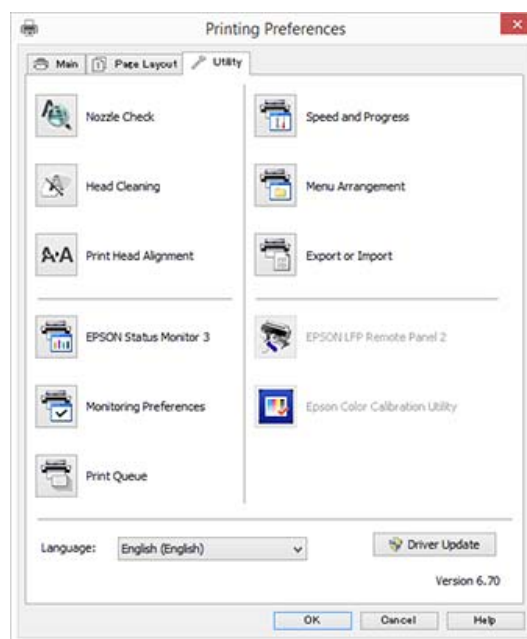 Printing Preferences
Main
Page Layout
Utility
Nozzle Check
Speed and Progress
Head Cleaning
Menu Arrangement
A·A
Print Head Alignment
Export or Import
EPSON Status Monitor 3
EPSON LFP Remote Panel 2
Monitoring Preferences
Epson Color Calibration Utility
Print Queue
Language:
English (English)
Driver Update
Version 6.70
OK
Cancel
Help